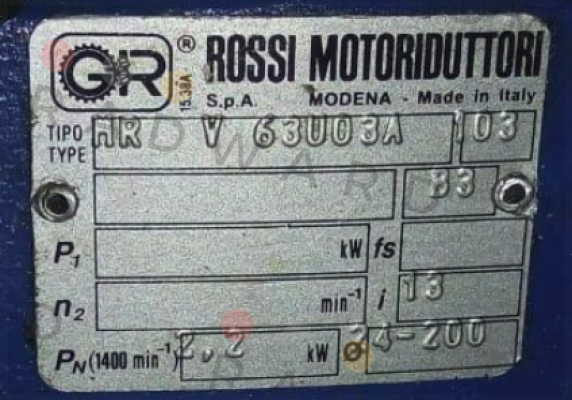 GR ® ROSSI MOTORIDUTTORI
15.38A S.p.A. MODENA - Made in Italy
TIPO
TYPE MR V 63U03A 103
B3
P1 kW fs
n2 min-1 i 13
PN (1400 min-1) 2,2 kW ø 24-200